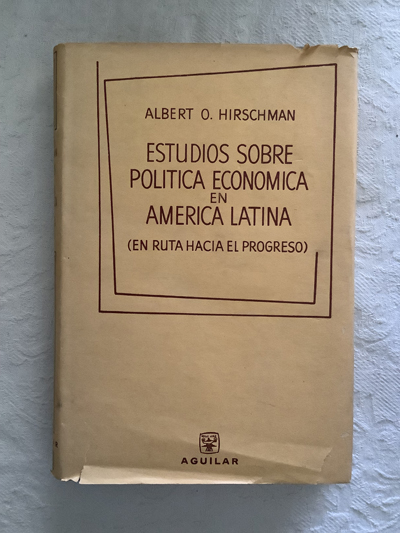 ALBERT O. HIRSCHMAN
ESTUDIOS SOBRE
POLITICA ECONOMICA
EN
AMERICA LATINA
(EN RUTA HACIA EL PROGRESO)
AGUILAR